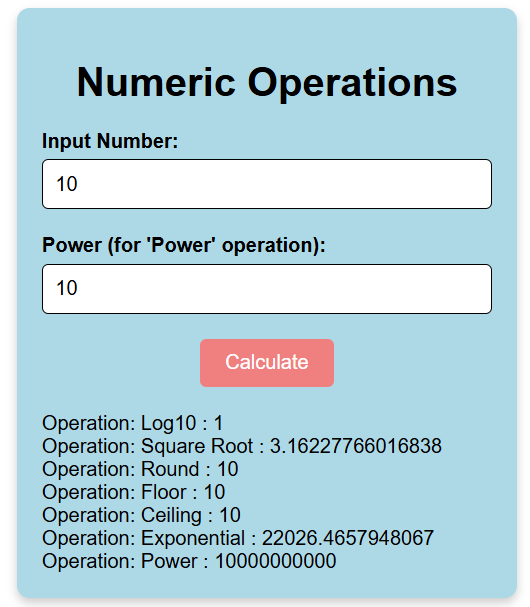 Numeric Operations
Input Number:
10
Power (for 'Power' operation):
10
Calculate
Operation: Log10 : 1
Operation: Square Root : 3.16227766016838
Operation: Round : 10
Operation: Floor : 10
Operation: Ceiling : 10
Operation: Exponential : 22026.4657948067
Operation: Power : 10000000000